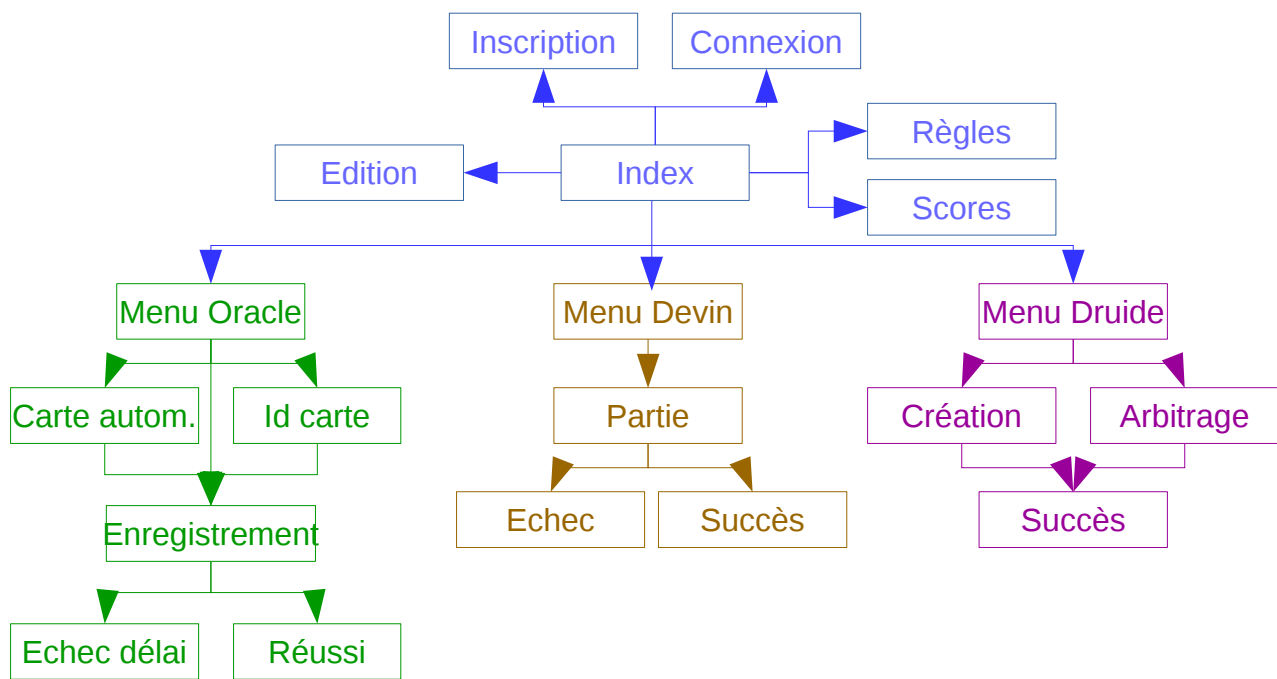 Inscription
Connexion
Règles
Edition
Index
Scores
Menu Oracle
Menu Devin
Menu Druide
Carte autom.
Id carte
Partie
Création
Arbitrage
Enregistrement
Echec
Succès
Succès
Echec délai
Réussi